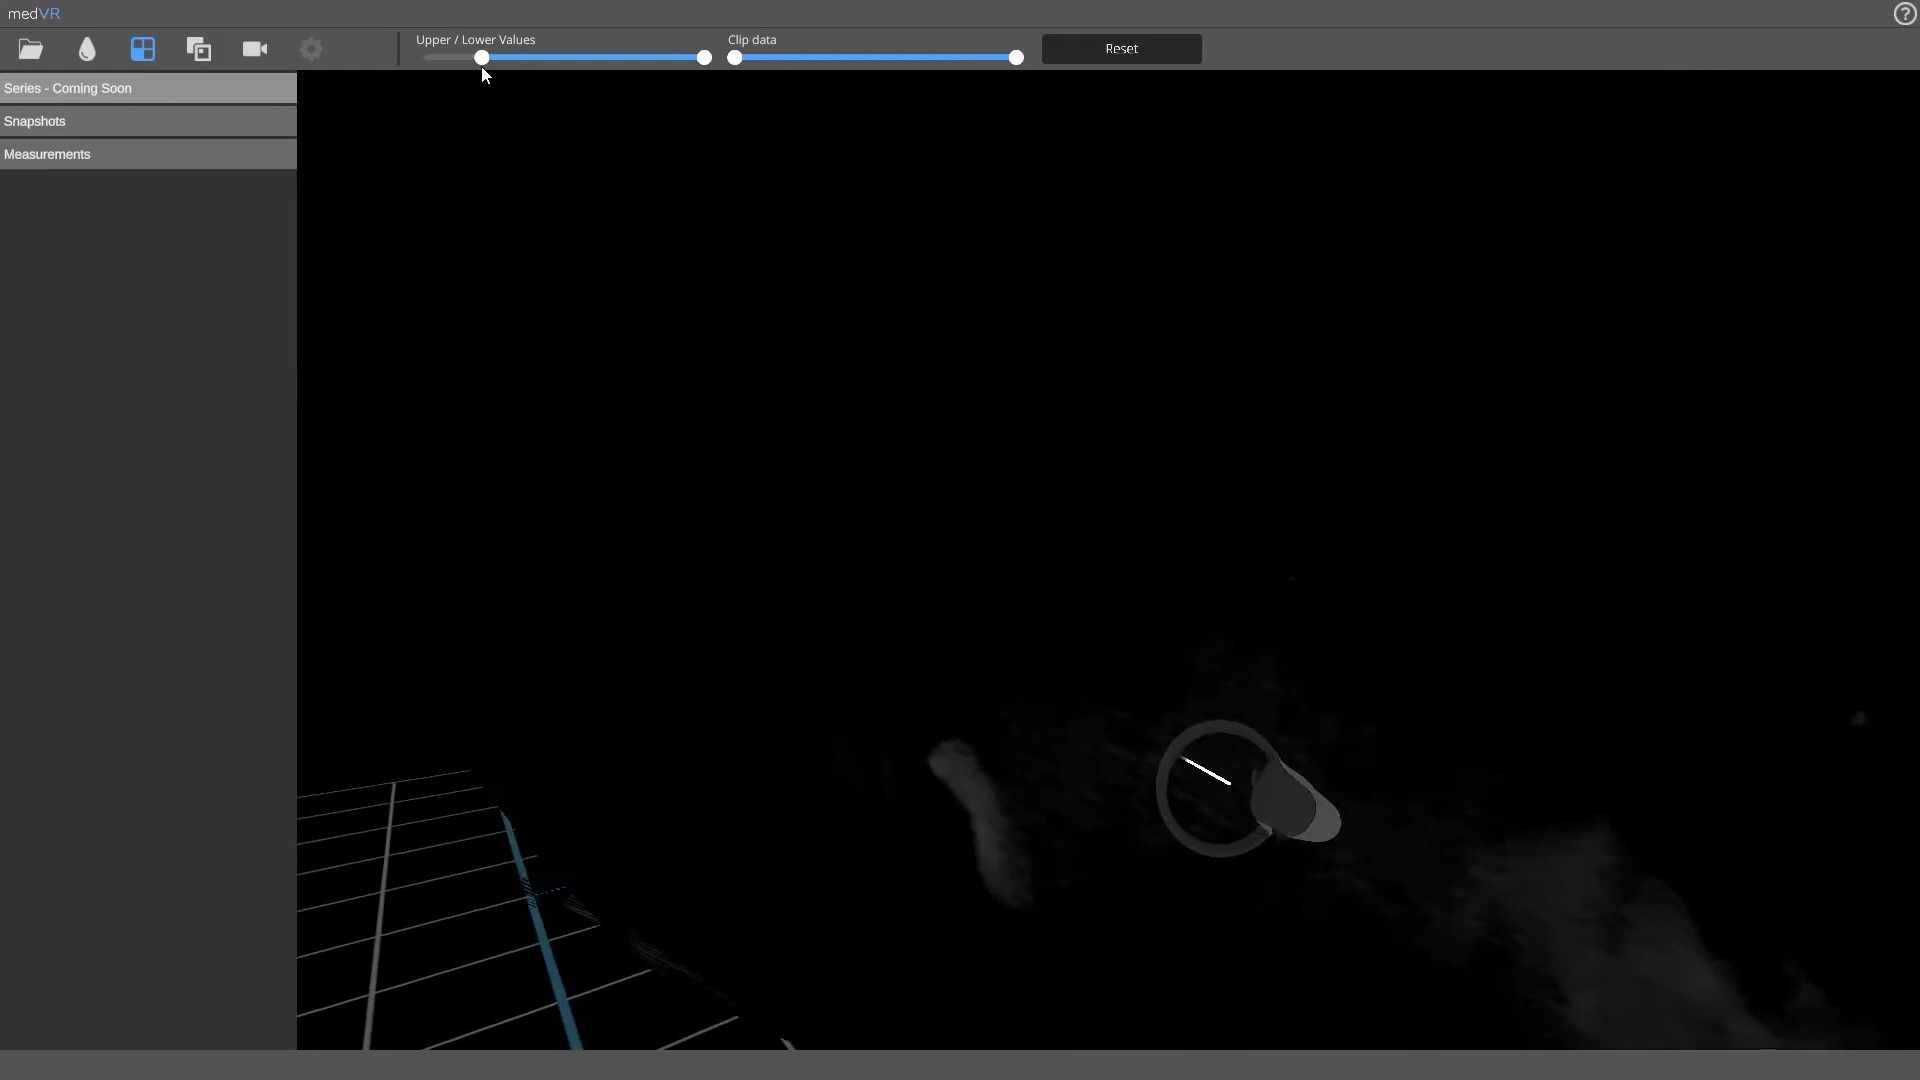 medVR
Upper / Lower Values
Clip data
Reset
Series - Coming Soon
Snapshots
Measurements